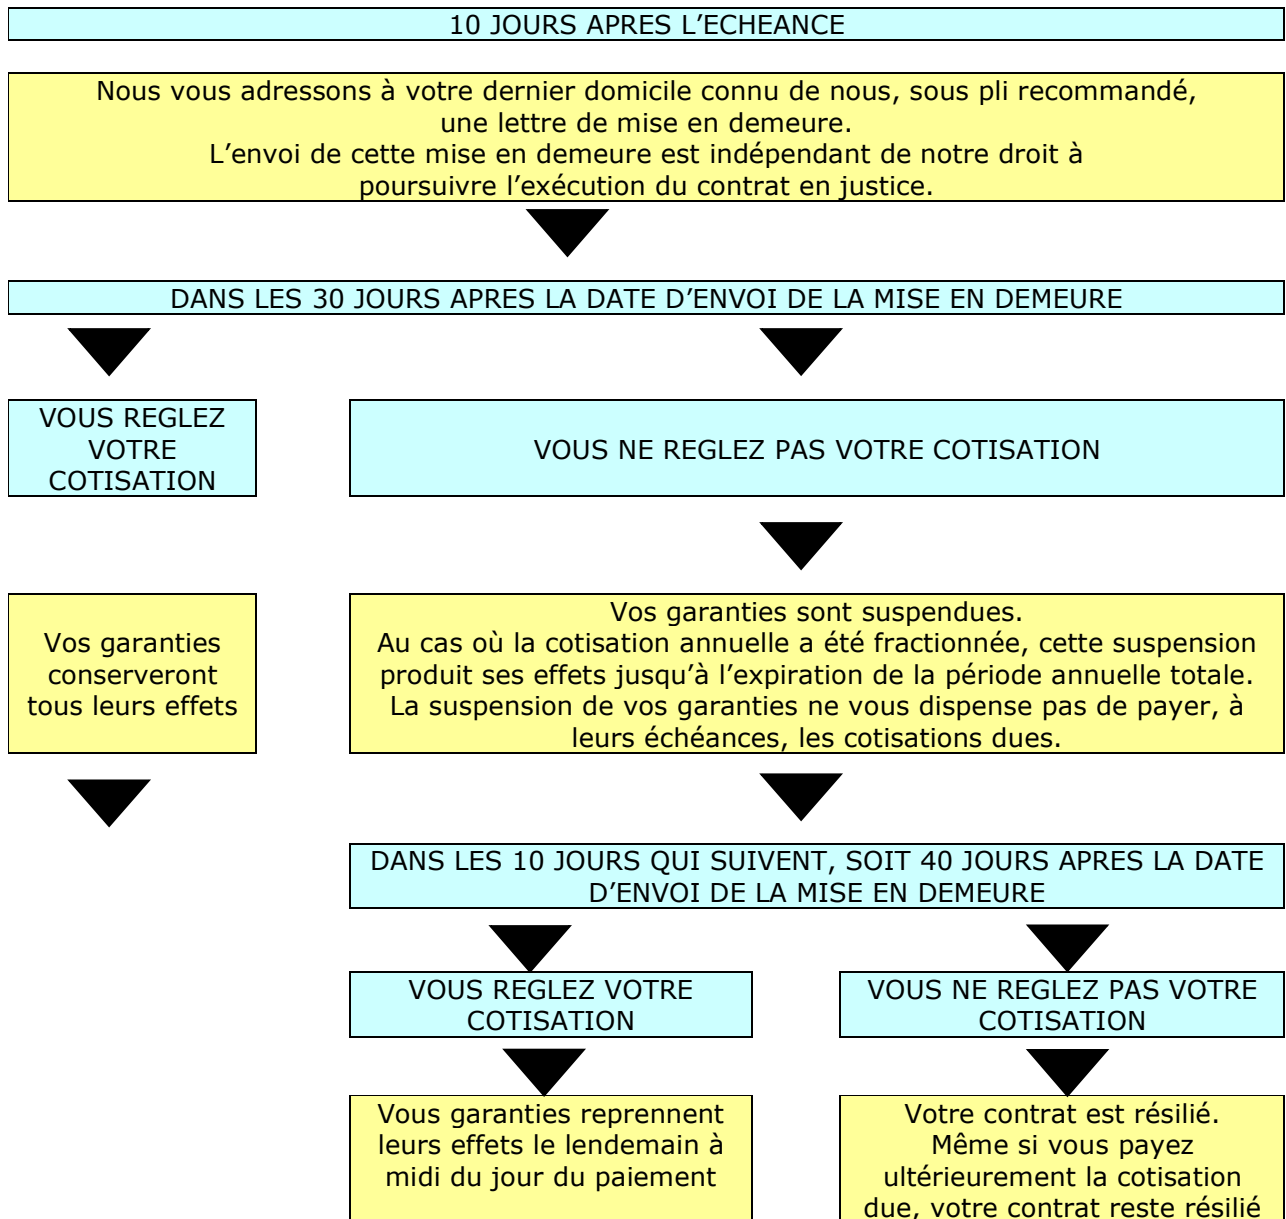 10 JOURS APRES L’ECHEANCE
Nous vous adressons à votre dernier domicile connu de nous, sous pli recommandé,
une lettre de mise en demeure.
L’envoi de cette mise en demeure est indépendant de notre droit à
poursuivre l’exécution du contrat en justice.
DANS LES 30 JOURS APRES LA DATE D’ENVOI DE LA MISE EN DEMEURE
VOUS REGLEZ
VOTRE
COTISATION
VOUS NE REGLEZ PAS VOTRE COTISATION
Vos garanties
conserveront
tous leurs effets
Vos garanties sont suspendues.
Au cas où la cotisation annuelle a été fractionnée, cette suspension
produit ses effets jusqu’à l’expiration de la période annuelle totale.
La suspension de vos garanties ne vous dispense pas de payer, à
leurs échéances, les cotisations dues.
DANS LES 10 JOURS QUI SUIVENT, SOIT 40 JOURS APRES LA DATE
D’ENVOI DE LA MISE EN DEMEURE
VOUS REGLEZ VOTRE
COTISATION
VOUS NE REGLEZ PAS VOTRE
COTISATION
Vous garanties reprennent
leurs effets le lendemain à
midi du jour du paiement
Votre contrat est résilié.
Même si vous payez
ultérieurement la cotisation
due, votre contrat reste résilié